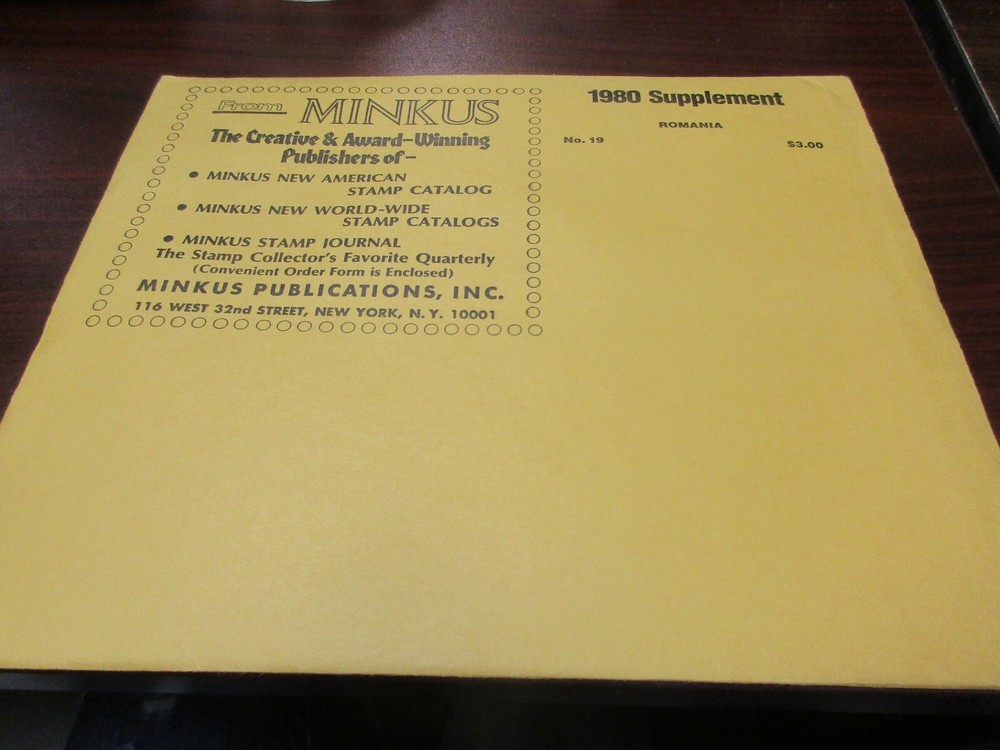 From MINKUS
The Creative & Award-Winning
Publishers of-
• MINKUS NEW AMERICAN
STAMP CATALOG
• MINKUS NEW WORLD-WIDE
STAMP CATALOGS
• MINKUS STAMP JOURNAL
The Stamp Collector's Favorite Quarterly
(Convenient Order Form is Enclosed)
MINKUS PUBLICATIONS, INC.
116 WEST 32nd STREET, NEW YORK, N. Y. 10001
1980 Supplement
ROMANIA
No. 19
$3.00